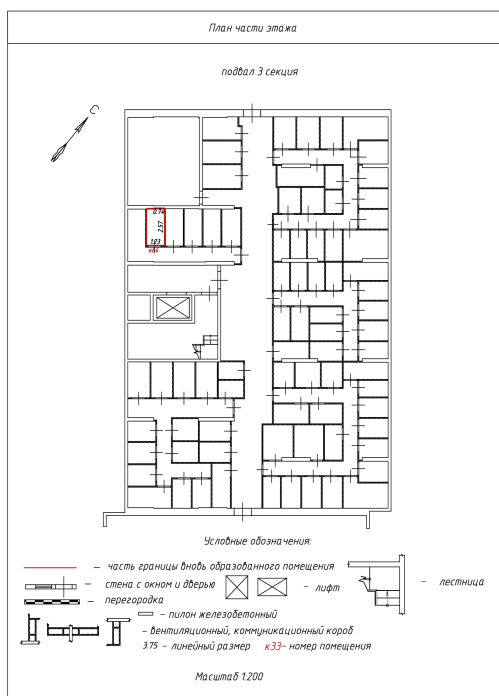 План части этажа
подвал 3 секция
С
0.74
2.57
1.23
Условные обозначения:
— часть границы вновь образованного помещения
— стена с окном и дверью
— лифт
— лестница
— перегородка
— пилон железобетонный
— вентиляционный, коммуникационный короб
3.75 — линейный размер к33— номер помещения
Масштаб 1:200